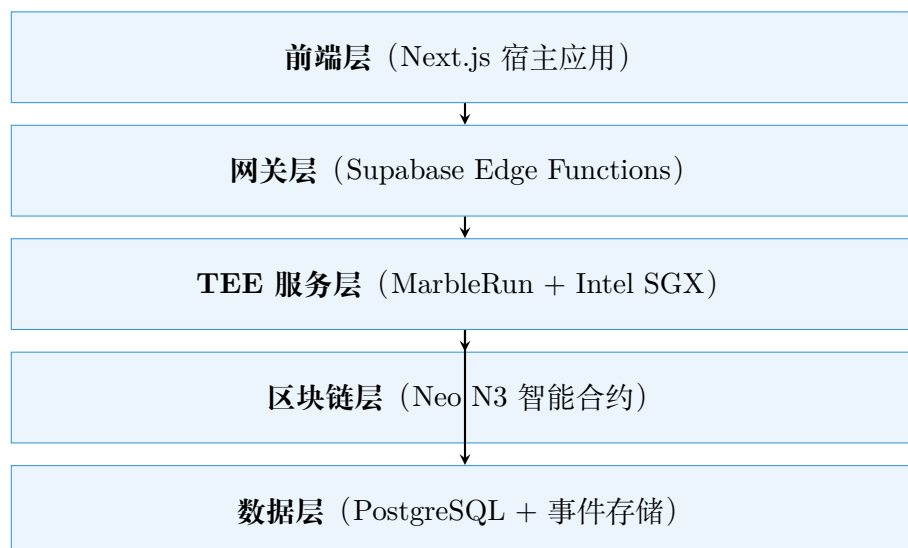 前端层（Next.js 宿主应用）
网关层（Supabase Edge Functions）
TEE 服务层（MarbleRun + Intel SGX）
区块链层（Neo N3 智能合约）
数据层（PostgreSQL + 事件存储）